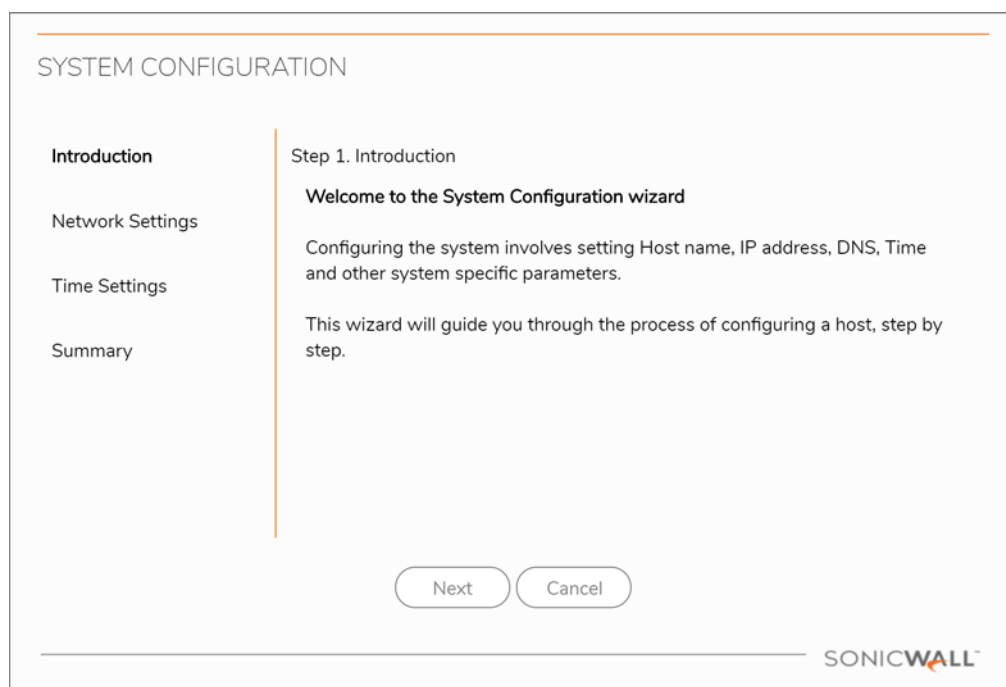 SYSTEM CONFIGURATION
Introduction
Network Settings
Time Settings
Summary
Step 1. Introduction
Welcome to the System Configuration wizard
Configuring the system involves setting Host name, IP address, DNS, Time
and other system specific parameters.
This wizard will guide you through the process of configuring a host, step by
step.
Next
Cancel
SONICWALL